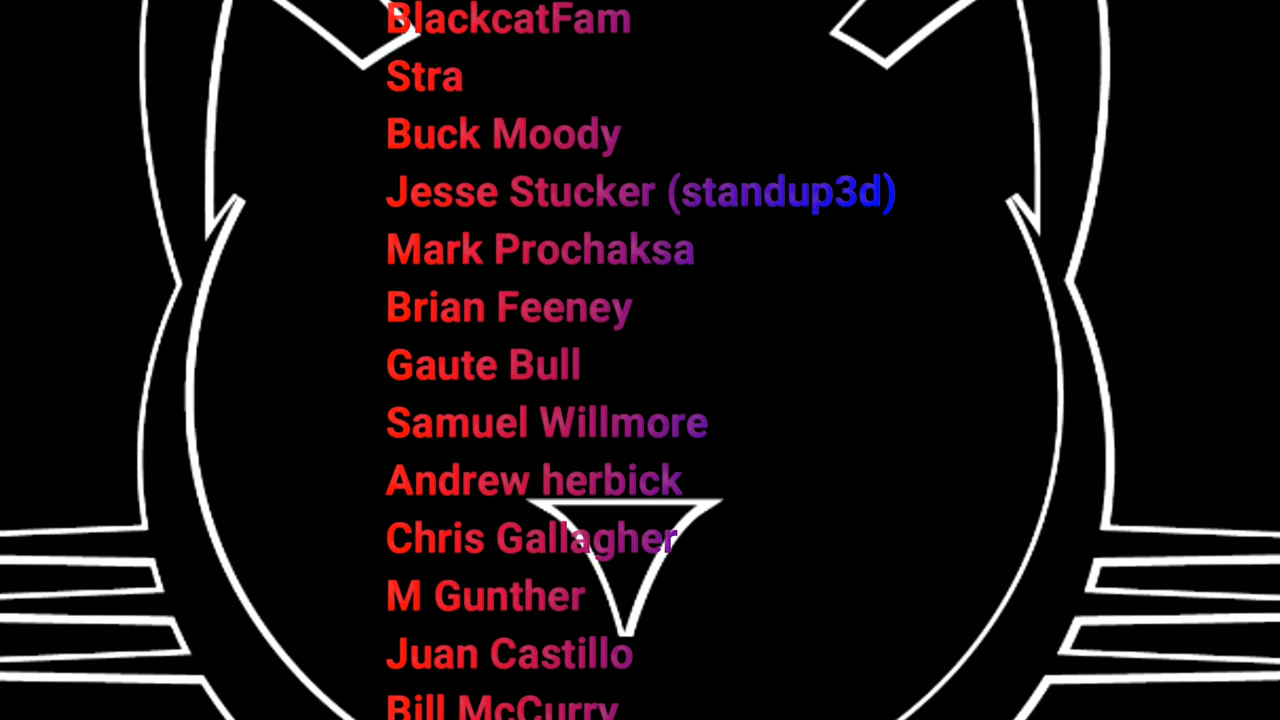 BlackcatFam
Stra
Buck Moody
Jesse Stucker (standup3d)
Mark Prochaksa
Brian Feeney
Gaute Bull
Samuel Willmore
Andrew herbick
Chris Gallagher
M Gunther
Juan Castillo
Bill McCurry